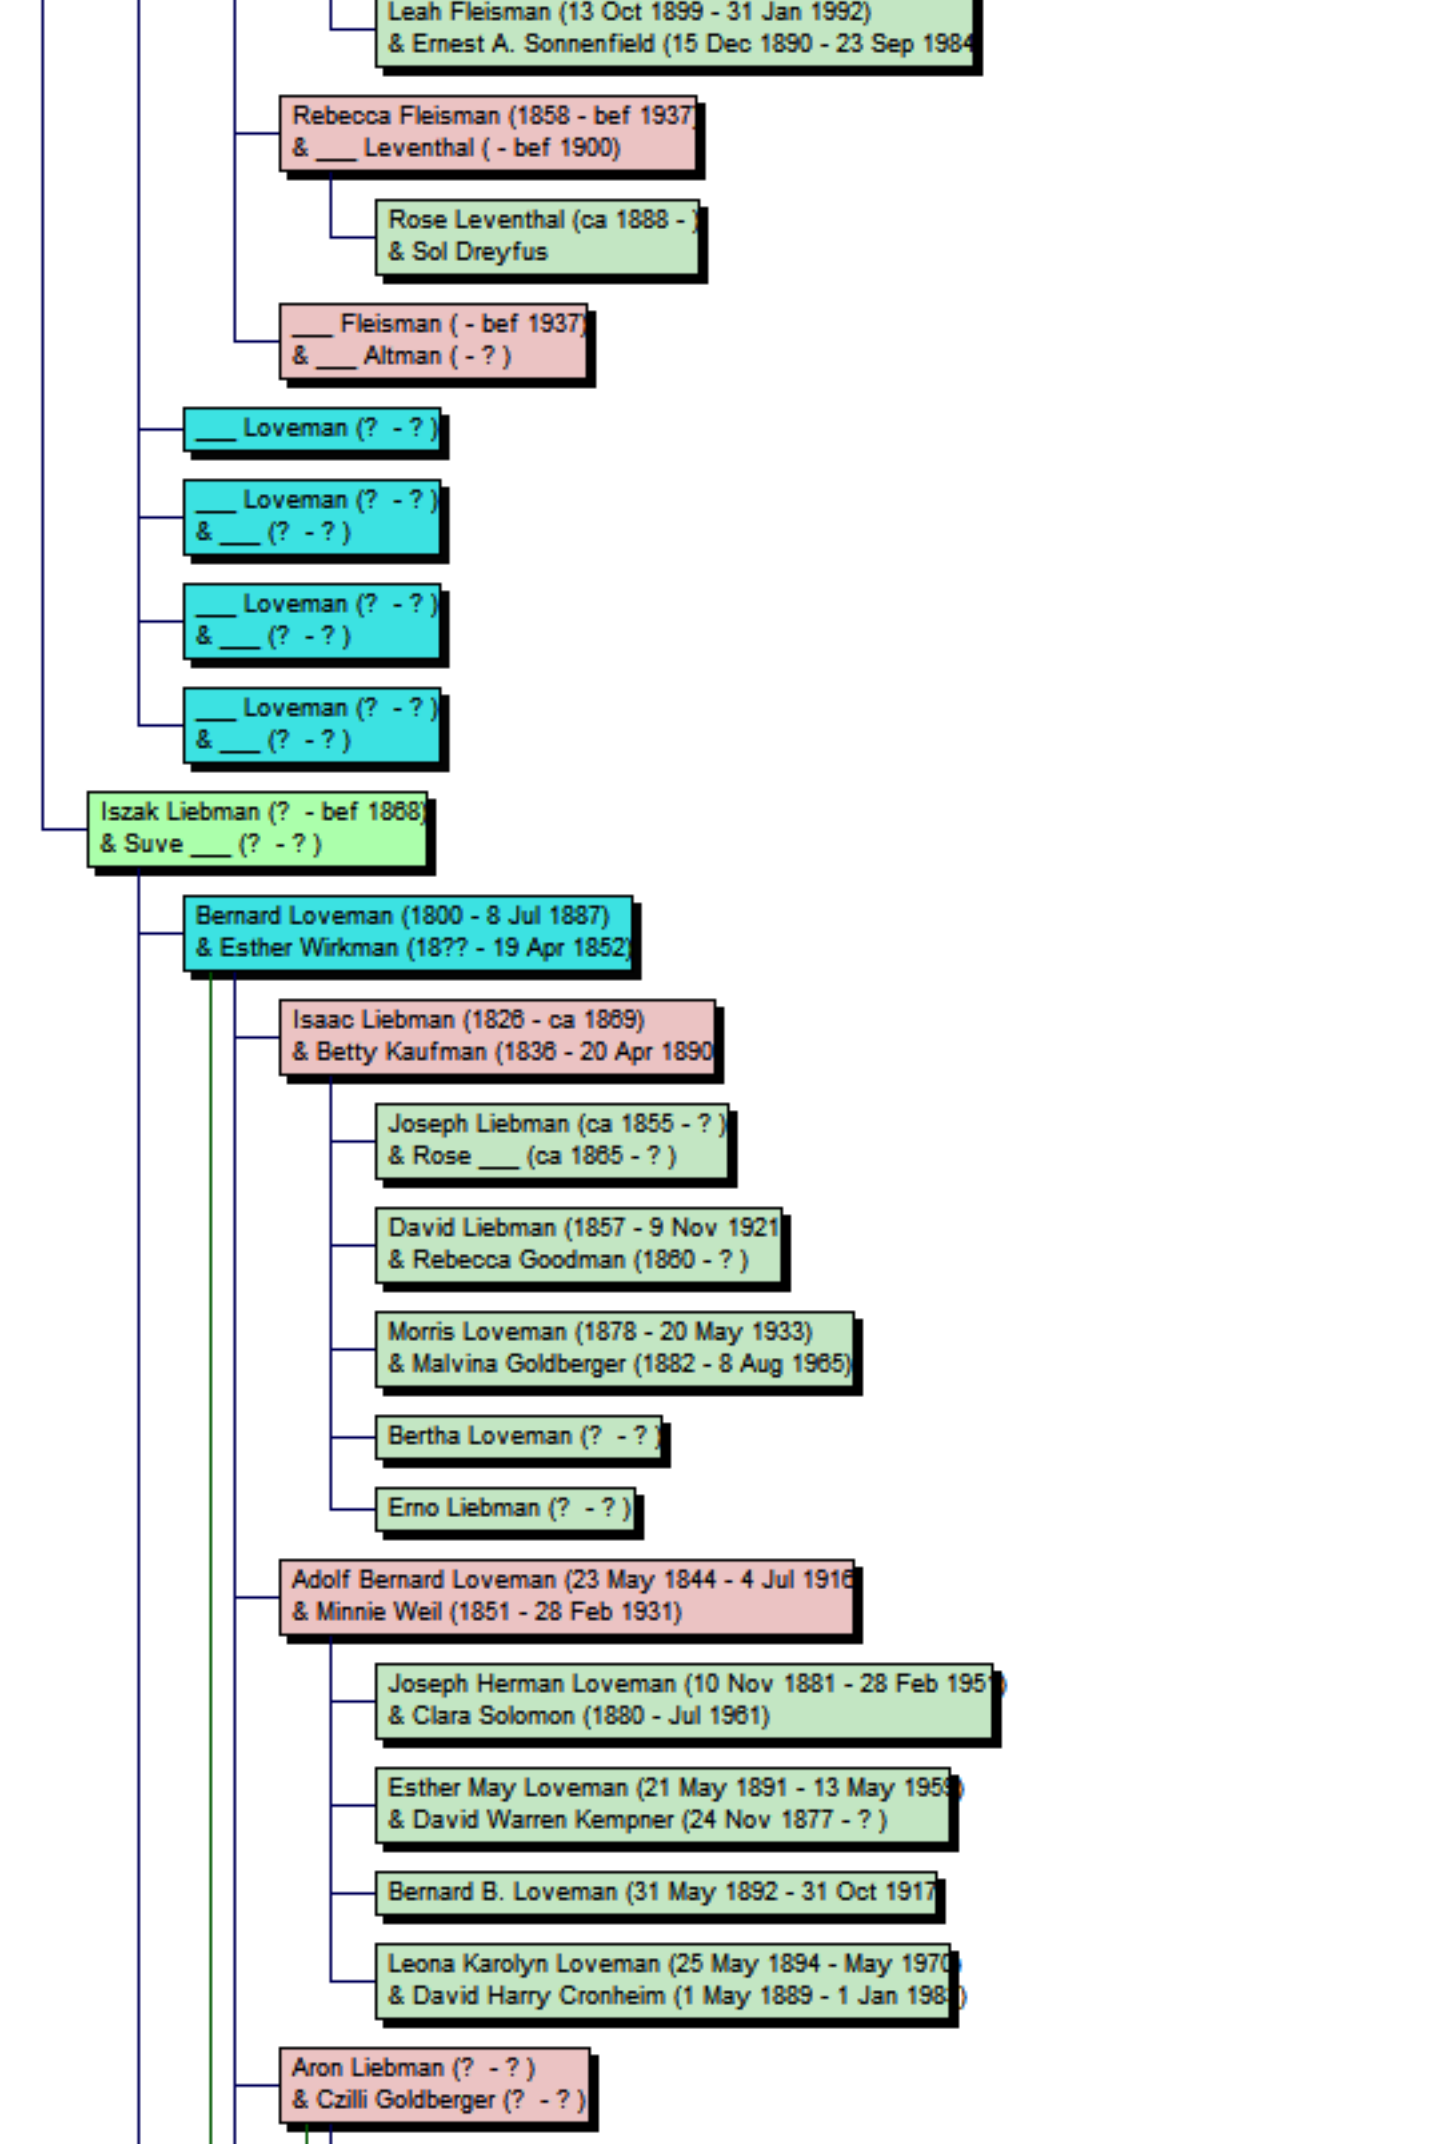 Leah Fleisman (13 Oct 1899 - 31 Jan 1992)
& Ernest A. Sonnenfield (15 Dec 1890 - 23 Sep 1984
Rebecca Fleisman (1858 - bef 1937)
& ___ Leventhal ( - bef 1900)
Rose Leventhal (ca 1888 - )
& Sol Dreyfus
___ Fleisman ( - bef 1937)
& ___ Altman ( - ? )
___ Loveman (? - ? )
___ Loveman (? - ? )
& ___ (? - ? )
___ Loveman (? - ? )
& ___ (? - ? )
___ Loveman (? - ? )
& ___ (? - ? )
Iszak Liebman (? - bef 1868)
& Suve ___ (? - ? )
Bernard Loveman (1800 - 8 Jul 1887)
& Esther Wirkman (18?? - 19 Apr 1852)
Isaac Liebman (1826 - ca 1869)
& Betty Kaufman (1836 - 20 Apr 1890
Joseph Liebman (ca 1855 - ? )
& Rose ___ (ca 1865 - ? )
David Liebman (1857 - 9 Nov 1921
& Rebecca Goodman (1860 - ? )
Morris Loveman (1878 - 20 May 1933)
& Malvina Goldberger (1882 - 8 Aug 1965)
Bertha Loveman (? - ? )
Erno Liebman (? - ? )
Adolf Bernard Loveman (23 May 1844 - 4 Jul 1916
& Minnie Weil (1851 - 28 Feb 1931)
Joseph Herman Loveman (10 Nov 1881 - 28 Feb 1951)
& Clara Solomon (1880 - Jul 1961)
Esther May Loveman (21 May 1891 - 13 May 1959)
& David Warren Kempner (24 Nov 1877 - ? )
Bernard B. Loveman (31 May 1892 - 31 Oct 1917
Leona Karolyn Loveman (25 May 1894 - May 1970)
& David Harry Cronheim (1 May 1889 - 1 Jan
Aron Liebman (? - ? )
& Czilli Goldberger (? - ? )